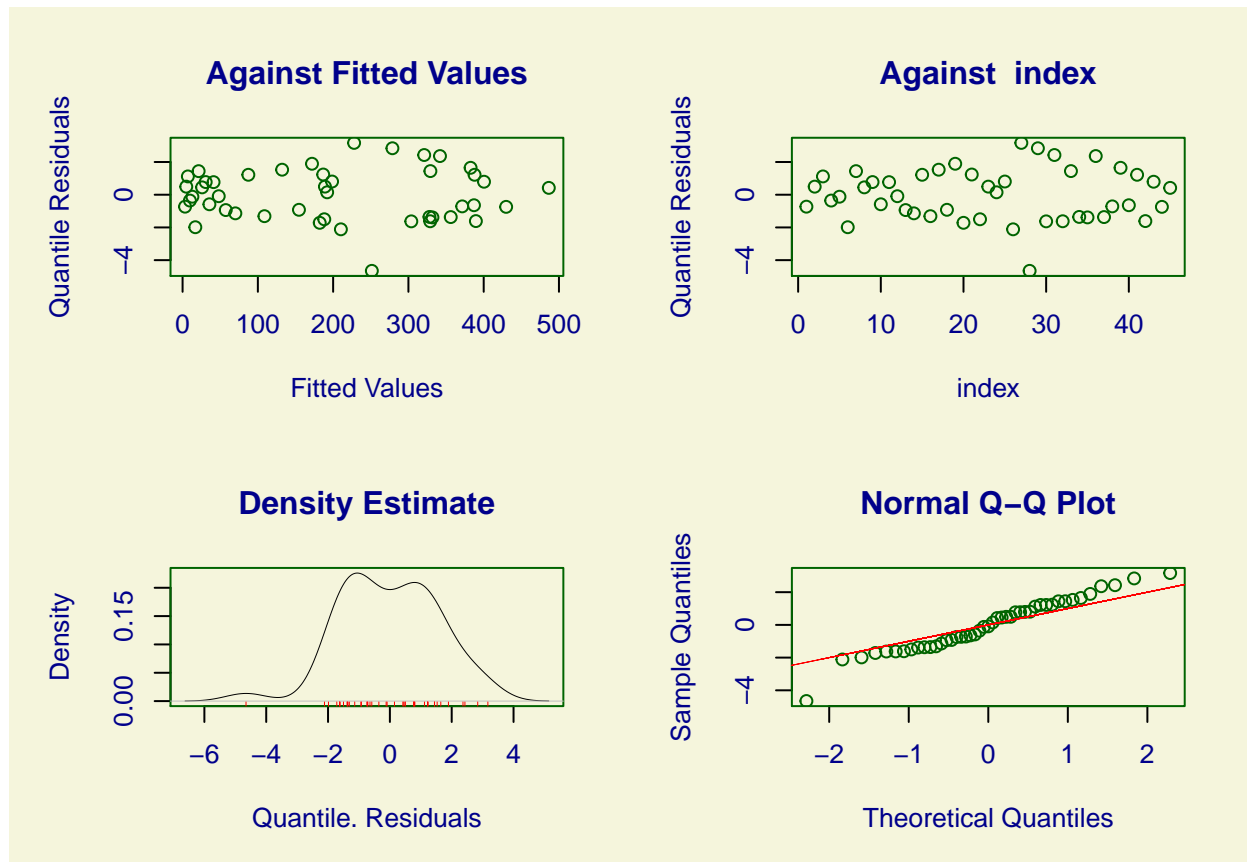 Against Fitted Values
Quantile Residuals
0
−4
0 100 200 300 400 500
Fitted Values
Against  index
Quantile Residuals
0
−4
0 10 20 30 40
index
Density Estimate
Density
0.15
0.00
−6 −4 −2 0 2 4
Quantile. Residuals
Normal Q−Q Plot
Sample Quantiles
0
−4
−2 −1 0 1 2
Theoretical Quantiles